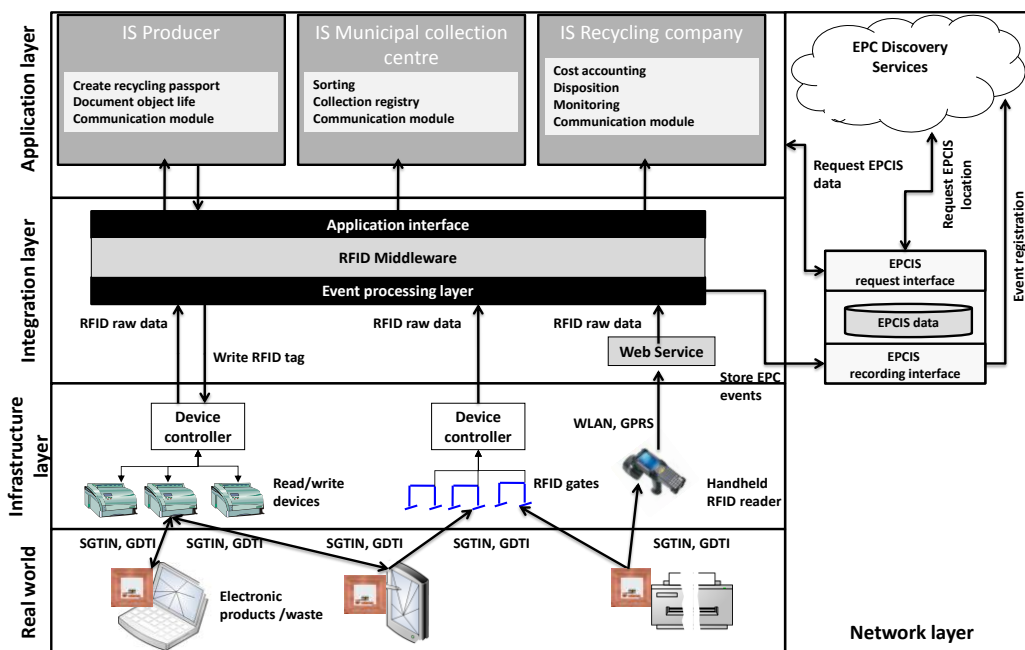 Application layer
IS Producer
Create recycling passport
Document object life
Communication module
IS Municipal collection
centre
Sorting
Collection registry
Communication module
IS Recycling company
Cost accounting
Disposition
Monitoring
Communication module
EPC Discovery
Services
Request EPCIS
data
Request EPCIS
location
Event registration
Integration layer
Application interface
RFID Middleware
Event processing layer
RFID raw data
RFID raw data
RFID raw data
Write RFID tag
Web Service
EPCIS
request interface
EPCIS data
EPCIS
recording interface
Store EPC
events
Infrastructure
layer
Device
controller
Device
controller
WLAN, GPRS
Read/write
devices
RFID gates
Handheld
RFID reader
Real world
SGTIN, GDTI
SGTIN, GDTI
SGTIN, GDTI
SGTIN, GDTI
SGTIN, GDTI
Electronic
products /waste
Network layer